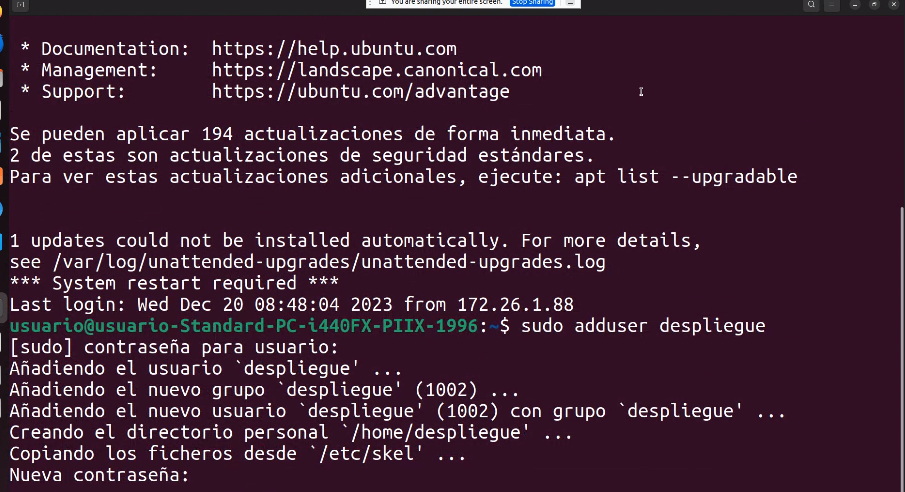 You are sharing your entire screen. Stop Sharing
* Documentation: https://help.ubuntu.com
* Management: https://landscape.canonical.com
* Support: https://ubuntu.com/advantage
Se pueden aplicar 194 actualizaciones de forma inmediata.
2 de estas son actualizaciones de seguridad estándares.
Para ver estas actualizaciones adicionales, ejecute: apt list --upgradable
1 updates could not be installed automatically. For more details,
see /var/log/unattended-upgrades/unattended-upgrades.log
*** System restart required ***
Last login: Wed Dec 20 08:48:04 2023 from 172.26.1.88
usuario@usuario-Standard-PC-i440FX-PIIX-1996:~$ sudo adduser despliegue
[sudo] contraseña para usuario:
Añadiendo el usuario `despliegue' ...
Añadiendo el nuevo grupo `despliegue' (1002) ...
Añadiendo el nuevo usuario `despliegue' (1002) con grupo `despliegue' ...
Creando el directorio personal `/home/despliegue' ...
Copiando los ficheros desde `/etc/skel' ...
Nueva contraseña: